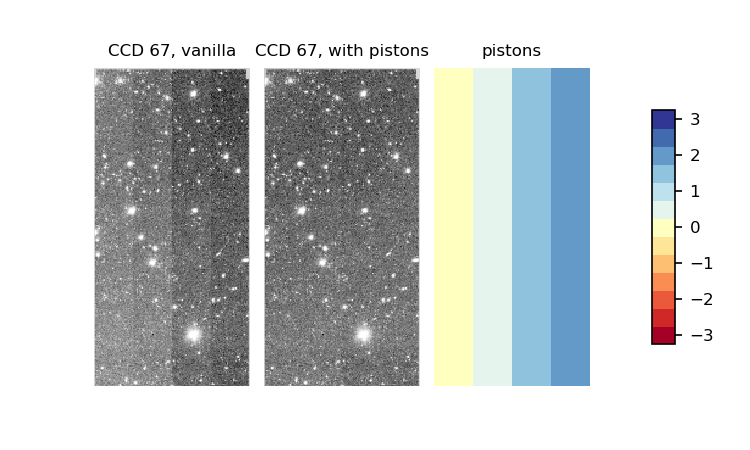 CCD 67, vanilla
CCD 67, with pistons
pistons
3
2
1
0
−1
−2
−3